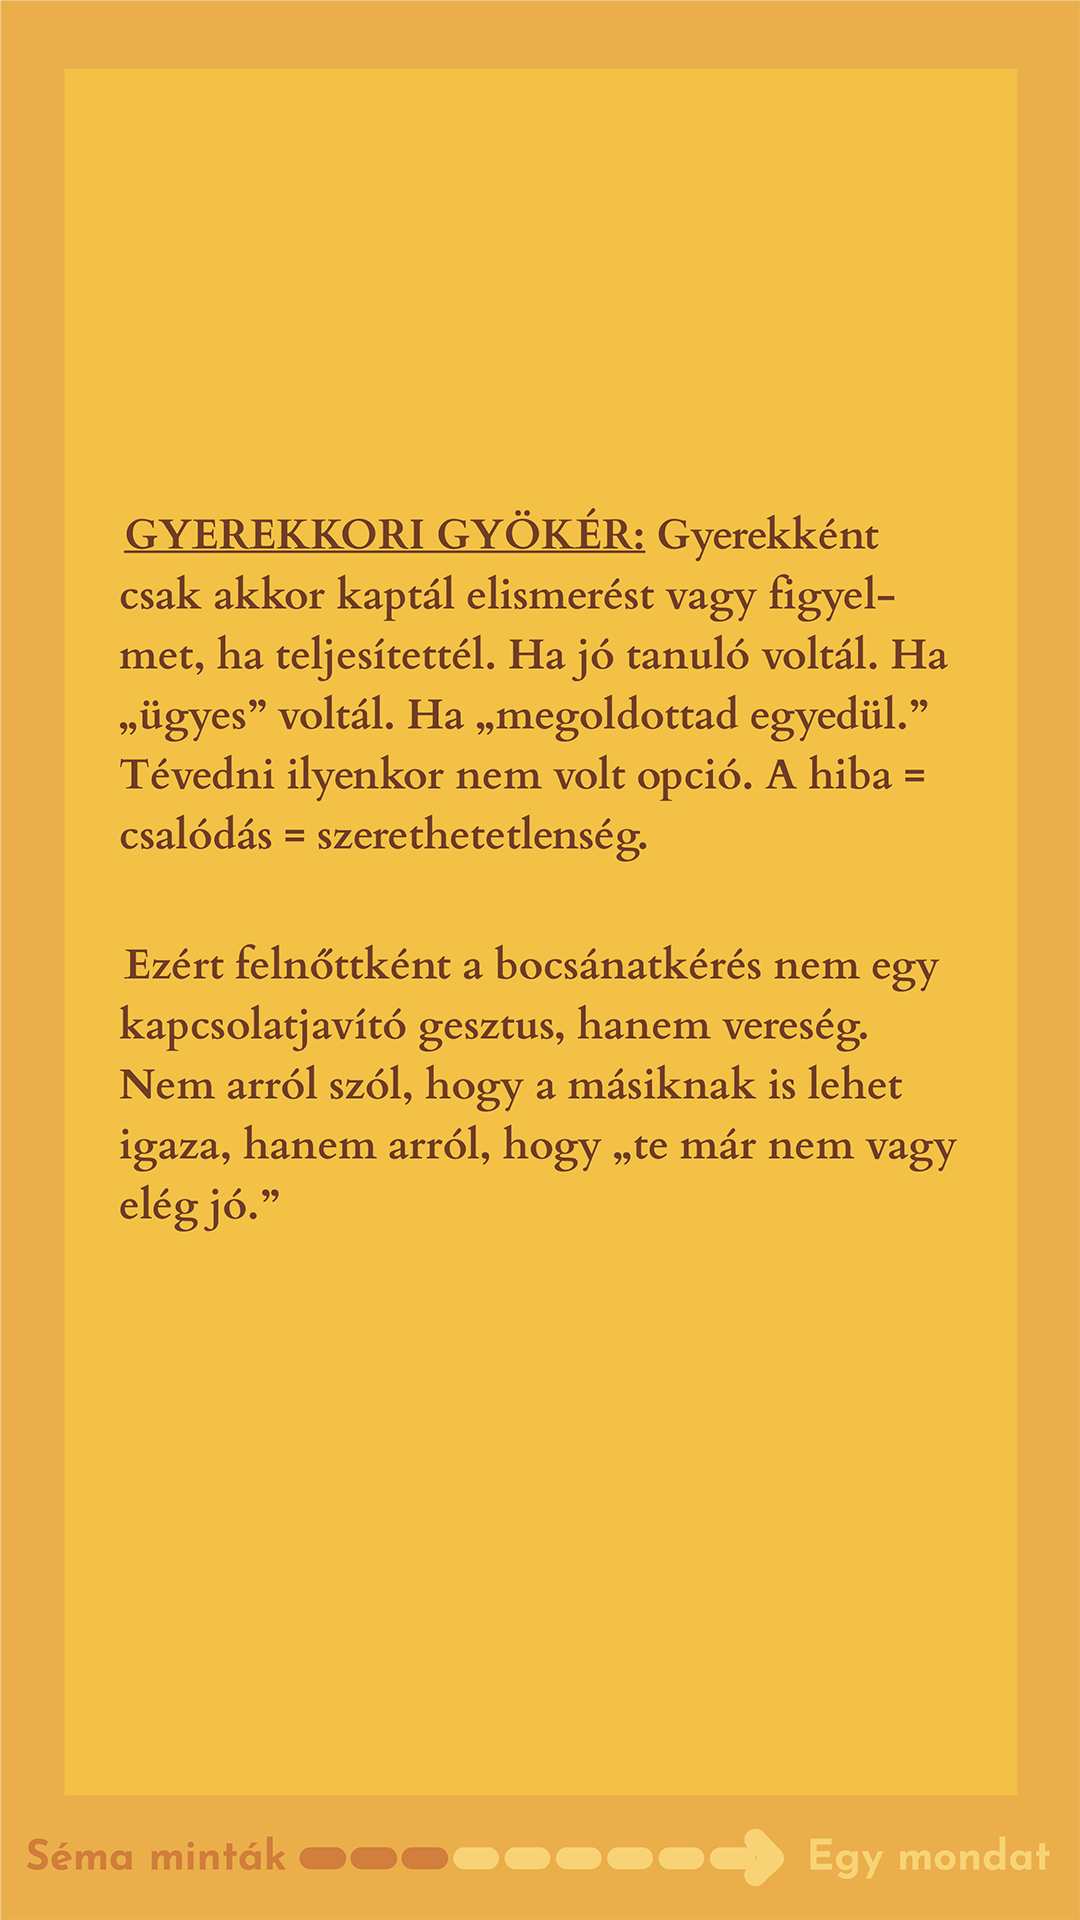 GYEREKKORI GYÖKÉR: Gyerekként
csak akkor kaptál elismerést vagy figyel-
met, ha teljesítettél. Ha jó tanuló voltál. Ha
„ügyes” voltál. Ha „megoldottad egyedül.”
Tévedni ilyenkor nem volt opció. A hiba =
csalódás = szerethetetlenség.
Ezért felnőttként a bocsánatkérés nem egy
kapcsolatjavító gesztus, hanem vereség.
Nem arról szól, hogy a másiknak is lehet
igaza, hanem arról, hogy „te már nem vagy
elég jó.”
Séma minták Egy mondat